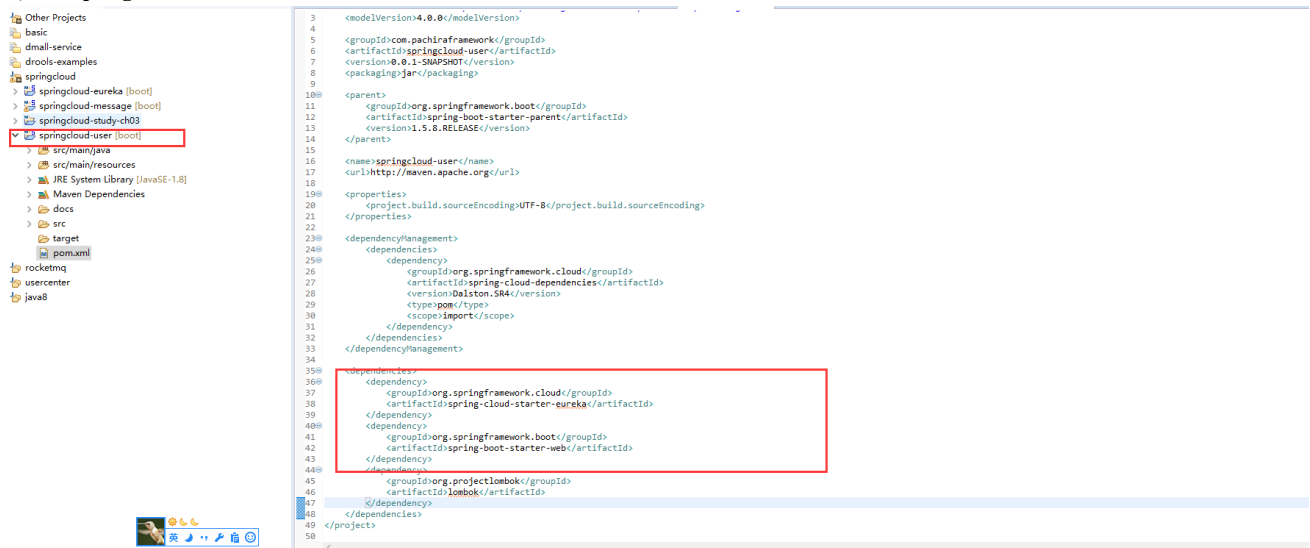 Other Projects
basic
dmall-service
drools-examples
springcloud
springcloud-eureka [boot]
springcloud-message [boot]
springcloud-study-ch03
springcloud-user [boot]
src/main/java
src/main/resources
JRE System Library [JavaSE-1.8]
Maven Dependencies
docs
src
target
pom.xml
rocketmq
usercenter
java8
英
3 <modelVersion>4.0.0</modelVersion>
4
5 <groupId>com.pachiraframework</groupId>
6 <artifactId>springcloud-user</artifactId>
7 <version>0.0.1-SNAPSHOT</version>
8 <packaging>jar</packaging>
9
10 <parent>
11 <groupId>org.springframework.boot</groupId>
12 <artifactId>spring-boot-starter-parent</artifactId>
13 <version>1.5.8.RELEASE</version>
14 </parent>
15
16 <name>springcloud-user</name>
17 <url>http://maven.apache.org</url>
18
19 <properties>
20 <project.build.sourceEncoding>UTF-8</project.build.sourceEncoding>
21 </properties>
22
23 <dependencyManagement>
24 <dependencies>
25 <dependency>
26 <groupId>org.springframework.cloud</groupId>
27 <artifactId>spring-cloud-dependencies</artifactId>
28 <version>Dalston.SR4</version>
29 <type>pom</type>
30 <scope>import</scope>
31 </dependency>
32 </dependencies>
33 </dependencyManagement>
34
35 <dependencies>
36 <dependency>
37 <groupId>org.springframework.cloud</groupId>
38 <artifactId>spring-cloud-starter-eureka</artifactId>
39 </dependency>
40 <dependency>
41 <groupId>org.springframework.boot</groupId>
42 <artifactId>spring-boot-starter-web</artifactId>
43 </dependency>
44 <dependency>
45 <groupId>org.projectlombok</groupId>
46 <artifactId>lombok</artifactId>
47 </dependency>
48 </dependencies>
49 </project>
50